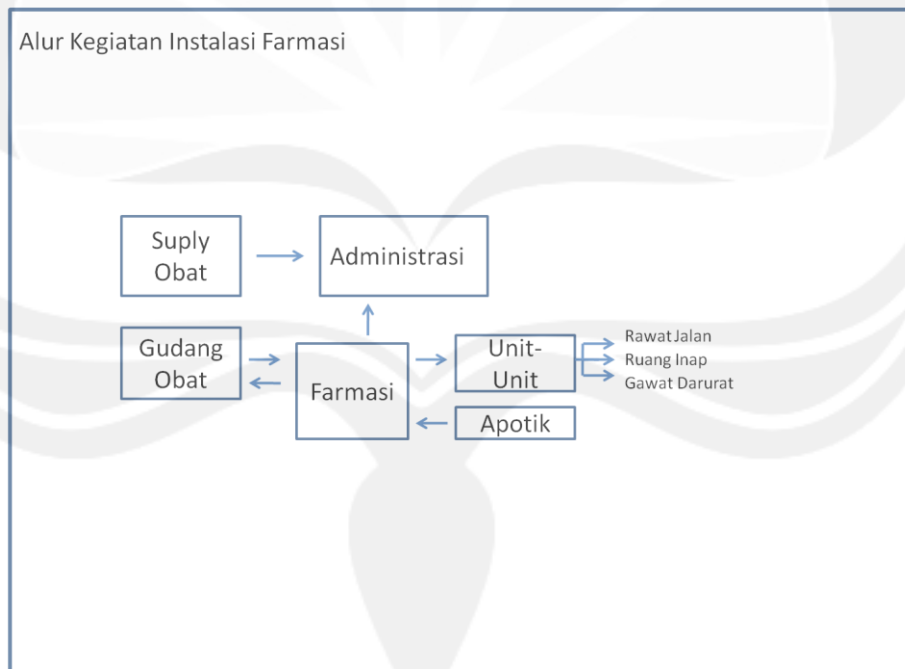 Alur Kegiatan Instalasi Farmasi
Suply
Obat
Administrasi
Gudang
Obat
Farmasi
Unit-
Unit
Rawat Jalan
Ruang Inap
Gawat Darurat
Apotik